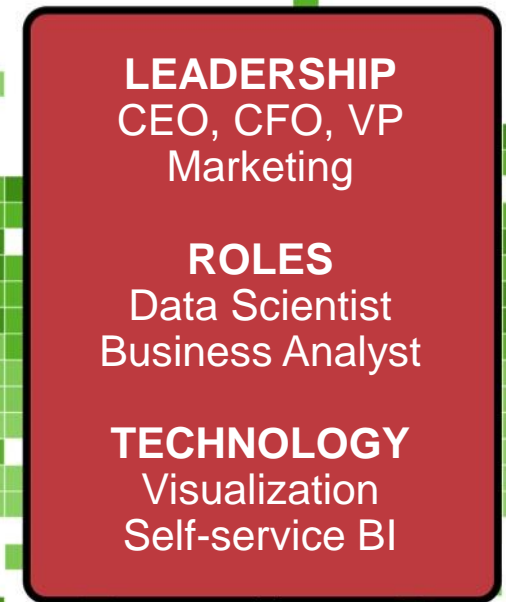 LEADERSHIP
CEO, CFO, VP
Marketing
ROLES
Data Scientist
Business Analyst
TECHNOLOGY
Visualization
Self-service BI